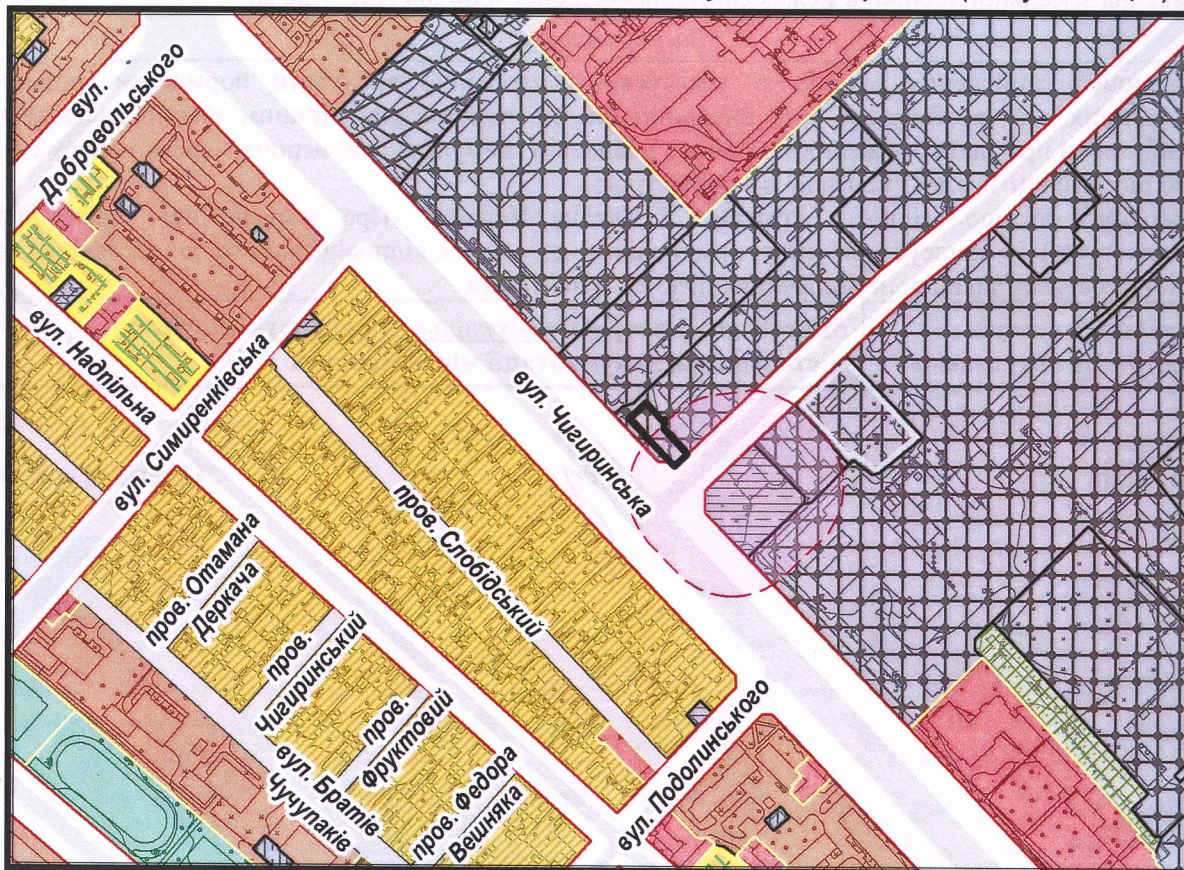 вул.
Добровольського
вул. Надпільна
вул. Симиренківська
вул. Чигиринська
пров. Слобідський
пров. Отамана
Деркача
пров.
Чигиринський
пров.
Фруктовий
вул. Братів
Чучупаків
пров. Федора
Вешняка
вул. Подолинського